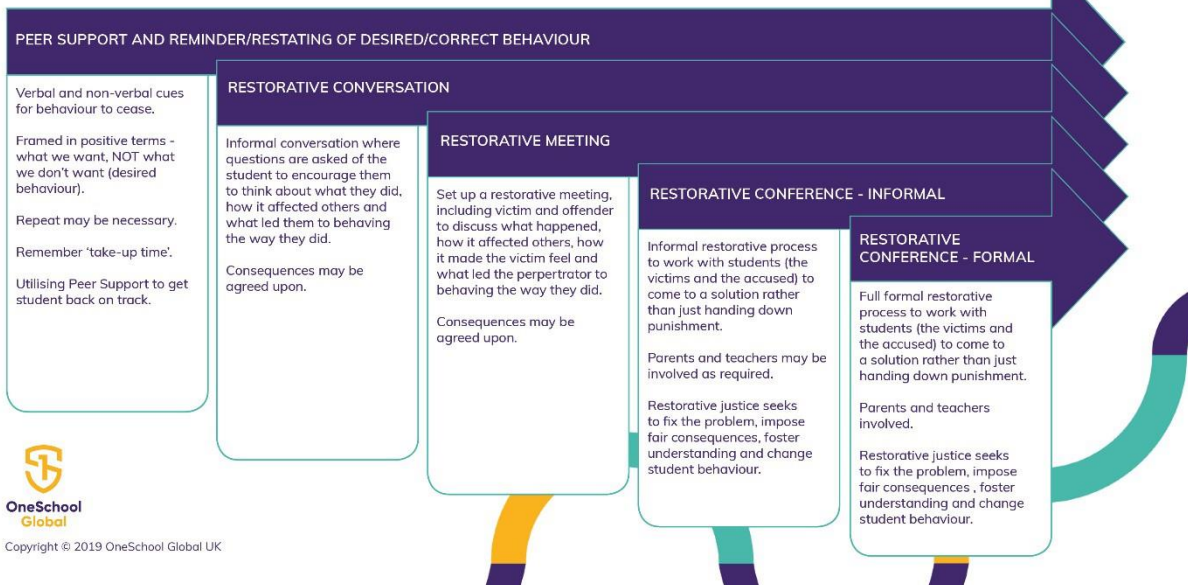 PEER SUPPORT AND REMINDER/RESTATING OF DESIRED/CORRECT BEHAVIOUR
Verbal and non-verbal cues
for behaviour to cease.
Framed in positive terms -
what we want, NOT what
we don't want (desired
behaviour).
Repeat may be necessary.
Remember 'take-up time'.
Utilising Peer Support to get
student back on track.
RESTORATIVE CONVERSATION
Informal conversation where
questions are asked of the
student to encourage them
to think about what they did,
how it affected others and
what led them to behaving
the way they did.
Consequences may be
agreed upon.
RESTORATIVE MEETING
Set up a restorative meeting,
including victim and offender
to discuss what happened,
how it affected others, how
it made the victim feel and
what led the perpertrator to
behaving the way they did.
Consequences may be
agreed upon.
RESTORATIVE CONFERENCE - INFORMAL
Informal restorative process
to work with students (the
victims and the accused) to
come to a solution rather
than just handing down
punishment.
Parents and teachers may be
involved as required.
Restorative justice seeks
to fix the problem, impose
fair consequences, foster
understanding and change
student behaviour.
RESTORATIVE
CONFERENCE - FORMAL
Full formal restorative
process to work with
students (the victims and
the accused) to come to
a solution rather than just
handing down punishment.
Parents and teachers
involved.
Restorative justice seeks
to fix the problem, impose
fair consequences , foster
understanding and change
student behaviour.
OneSchool
Global
Copyright © 2019 OneSchool Global UK